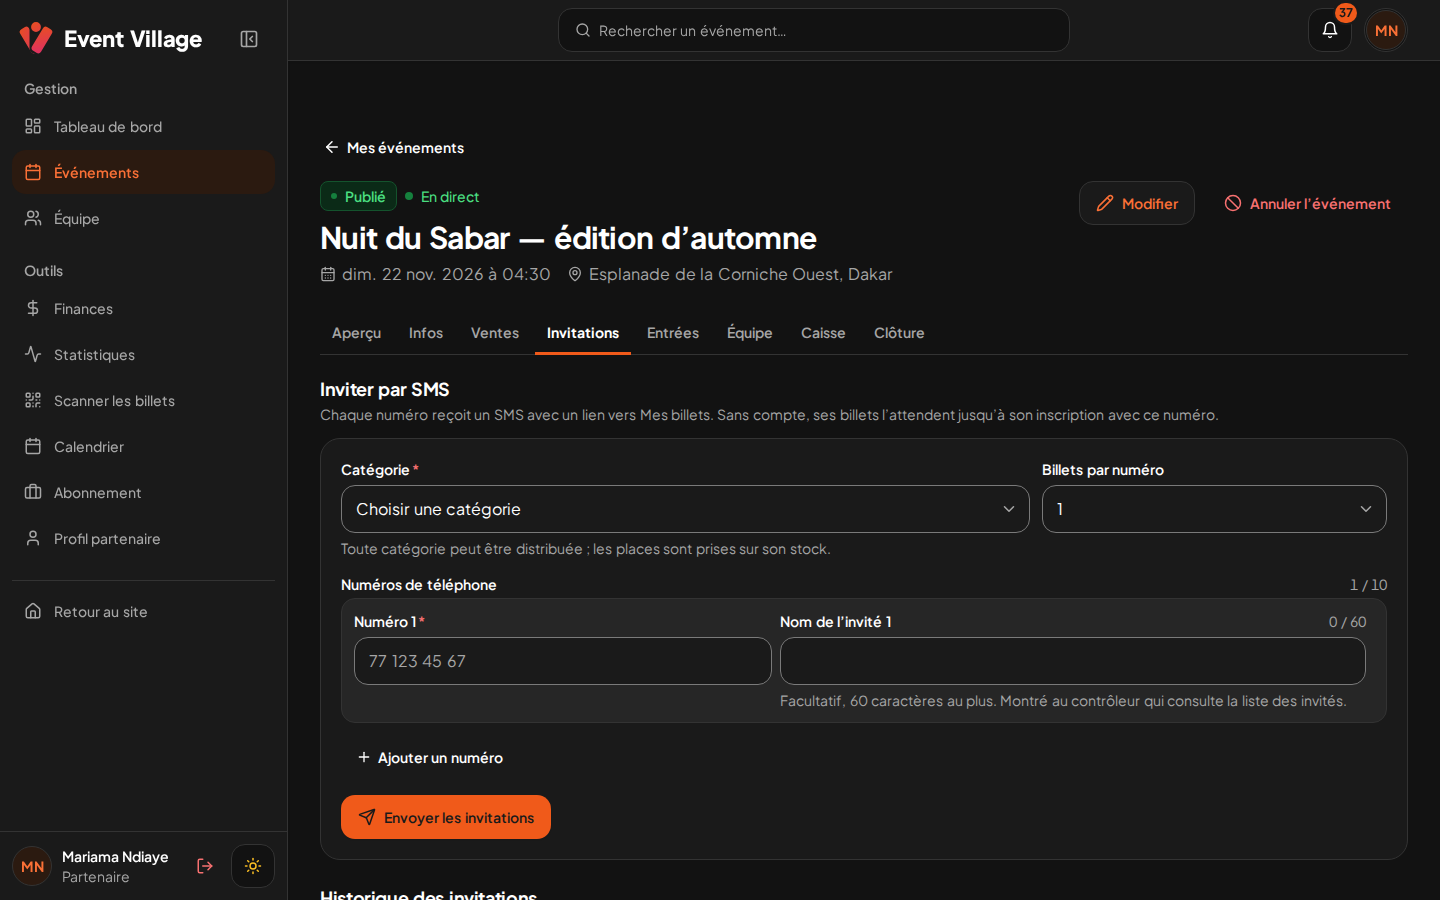 Event Village
Rechercher un événement…
37
MN
Gestion
Tableau de bord
Événements
Équipe
Outils
Finances
Statistiques
Scanner les billets
Calendrier
Abonnement
Profil partenaire
Retour au site
MN
Mariama Ndiaye
Partenaire
Mes événements
Publié
En direct
Modifier
Annuler l’événement
Nuit du Sabar — édition d’automne
dim. 22 nov. 2026 à 04:30 Esplanade de la Corniche Ouest, Dakar
Aperçu Infos Ventes Invitations Entrées Équipe Caisse Clôture
Inviter par SMS
Chaque numéro reçoit un SMS avec un lien vers Mes billets. Sans compte, ses billets l’attendent jusqu’à son inscription avec ce numéro.
Catégorie * Billets par numéro
Choisir une catégorie 1
Toute catégorie peut être distribuée ; les places sont prises sur son stock.
Numéros de téléphone 1 / 10
Numéro 1 * Nom de l’invité 1 0 / 60
77 123 45 67
Facultatif, 60 caractères au plus. Montré au contrôleur qui consulte la liste des invités.
Ajouter un numéro
Envoyer les invitations
Historique des invitations